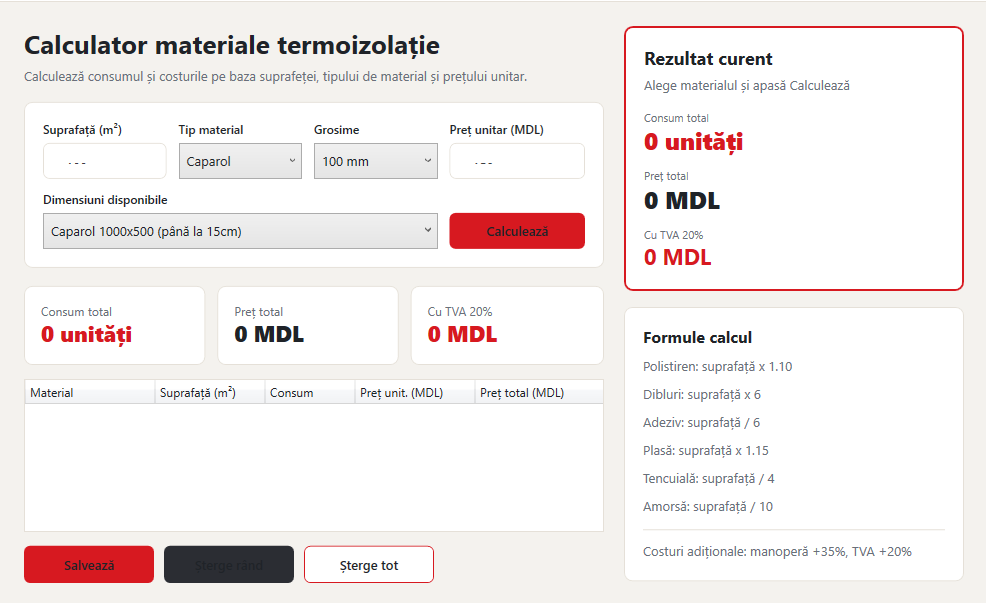 Calculator materiale termoizolație
Calculează consumul și costurile pe baza suprafeței, tipului de material și prețului unitar.
Suprafață (m²) Tip material Grosime Preț unitar (MDL)
--- Caparol 100 mm ---
Dimensiuni disponibile
Caparol 1000x500 (până la 15cm) Calculează
Consum total Preț total Cu TVA 20%
0 unități 0 MDL 0 MDL
Material Suprafață (m²) Consum Preț unit. (MDL) Preț total (MDL)
Salvează Șterge rând Șterge tot
Rezultat curent
Alege materialul și apasă Calculează
Consum total
0 unități
Preț total
0 MDL
Cu TVA 20%
0 MDL
Formule calcul
Polistiren: suprafață x 1.10
Dibluri: suprafață x 6
Adeziv: suprafață / 6
Plasă: suprafață x 1.15
Tencuială: suprafață / 4
Amorsă: suprafață / 10
Costuri adiționale: manoperă +35%, TVA +20%